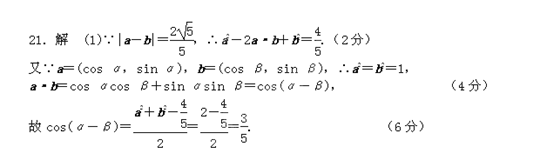 21. 解 (1)∵|a-b|=2√5/5, ∴a²-2a·b+b²=4/5. (2分)
又∵a=(cos α, sin α), b=(cos β, sin β), ∴a²=b²=1,
a·b=cos αcos β+sin αsin β=cos(α-β), (4分)
故cos(α-β)=(a²+b²-4/5)/2=(2-4/5)/2=3/5. (6分)